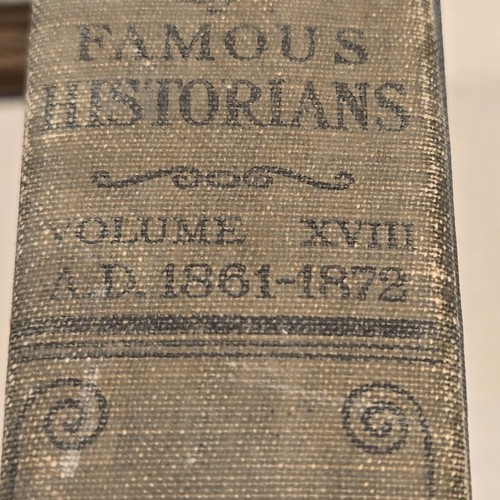 FAMOUS
HISTORIANS
VOLUME XVIII
A.D. 1861-1872